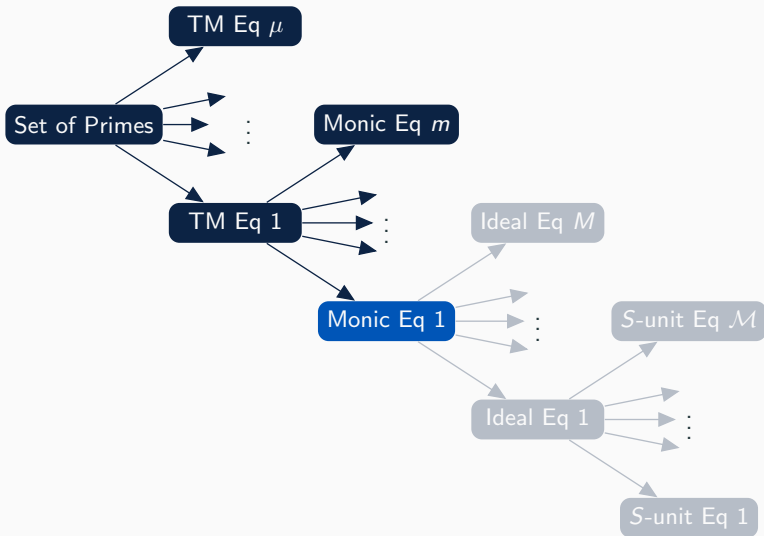 TM Eq μ
Set of Primes
⋮
Monic Eq m
TM Eq 1
⋮
Ideal Eq M
Monic Eq 1
⋮
S-unit Eq ℳ
Ideal Eq 1
⋮
S-unit Eq 1